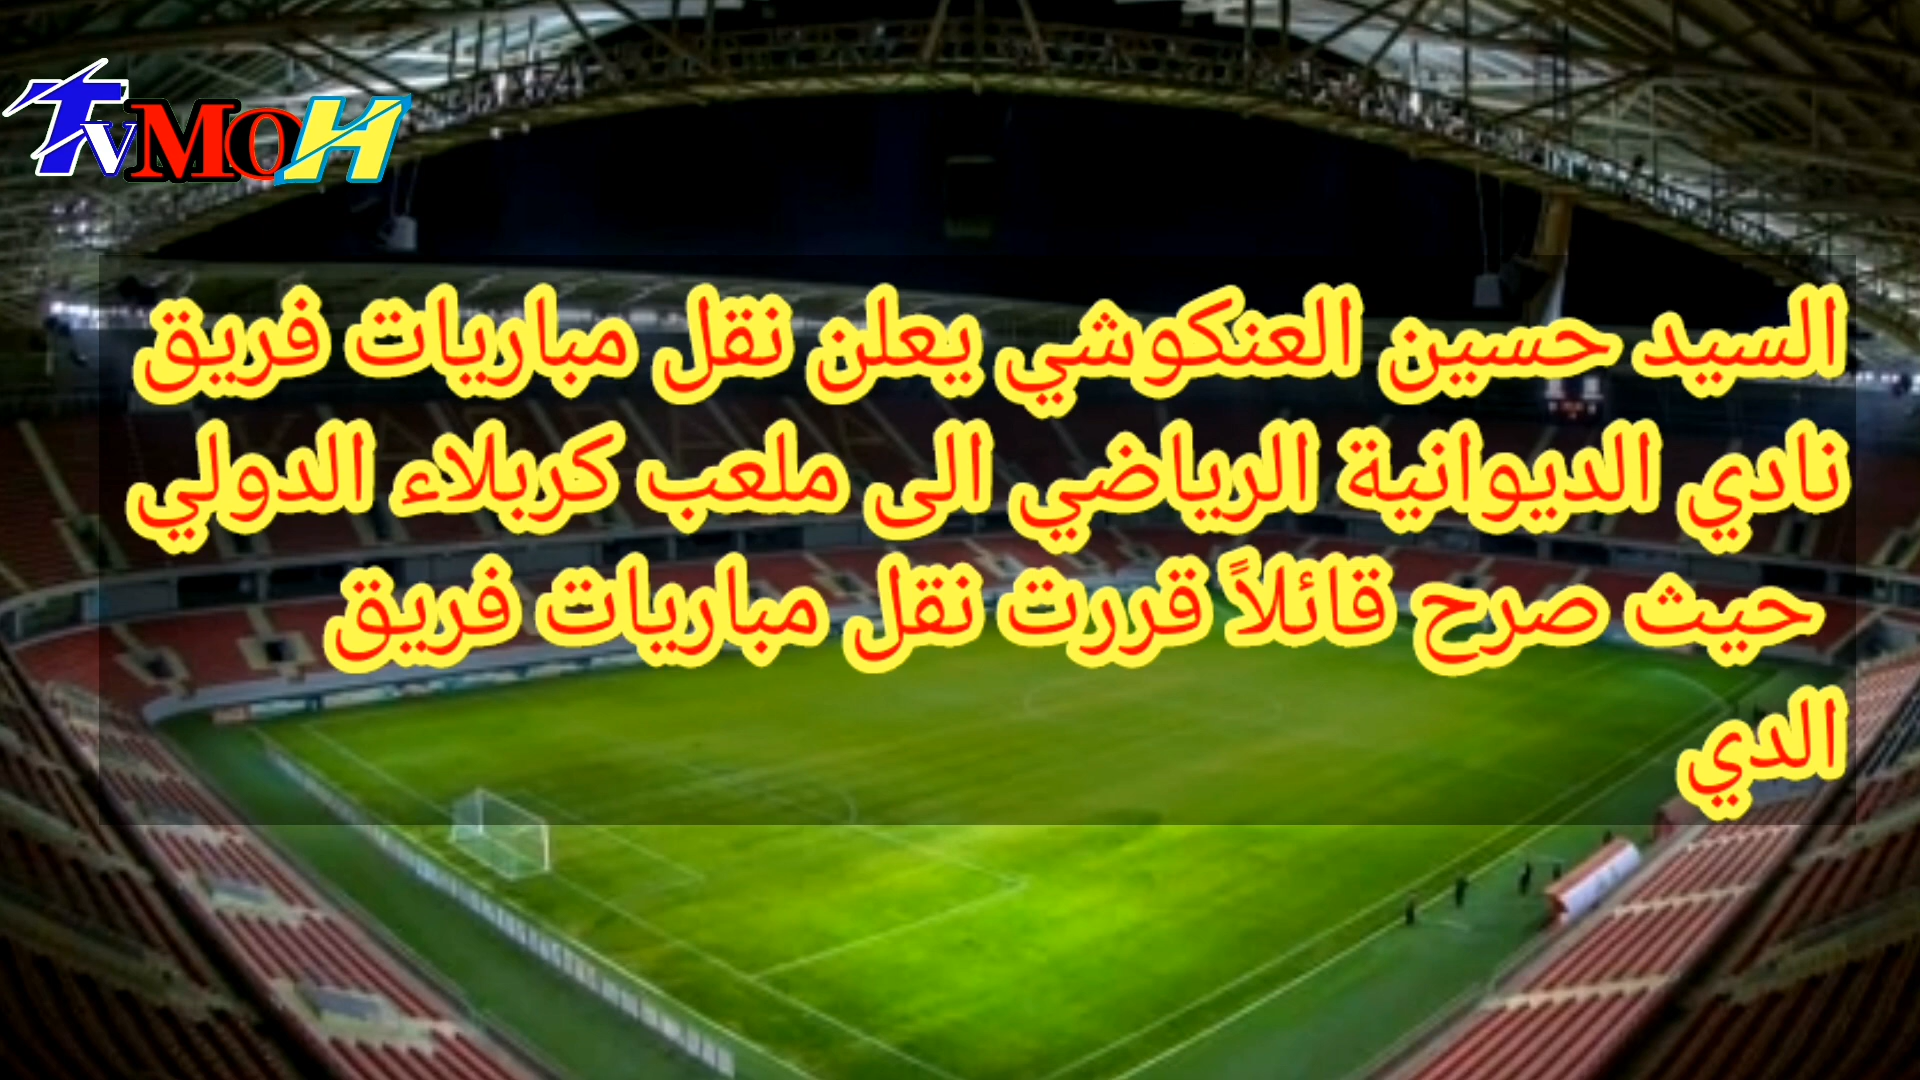 TvMOH
السيد حسين العنكوشي يعلن نقل مباريات فريق
نادي الديوانية الرياضي الى ملعب كربلاء الدولي
حيث صرح قائلاً قررت نقل مباريات فريق
الدي